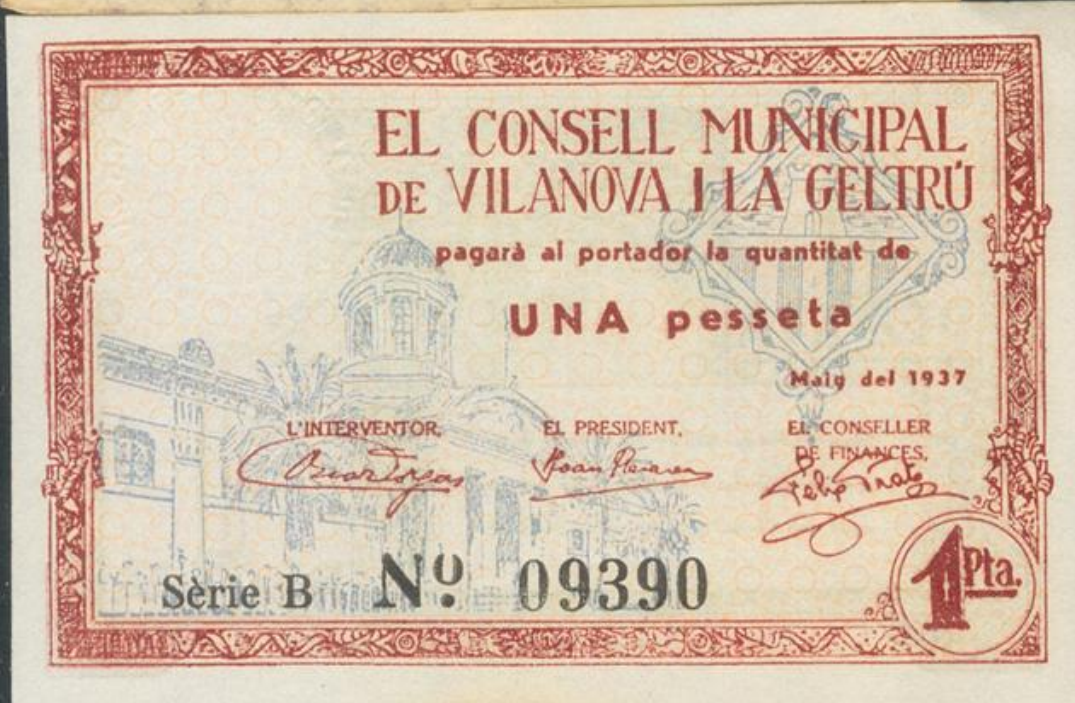 EL CONSELL MUNICIPAL
DE VILANOVA I LA GELTRÚ
pagarà al portador la quantitat de
UNA pesseta
Maig del 1937
L'INTERVENTOR,
EL PRESIDENT,
EL CONSELLER
DE FINANCES,
Sèrie B Nº. 09390
1 Pta.